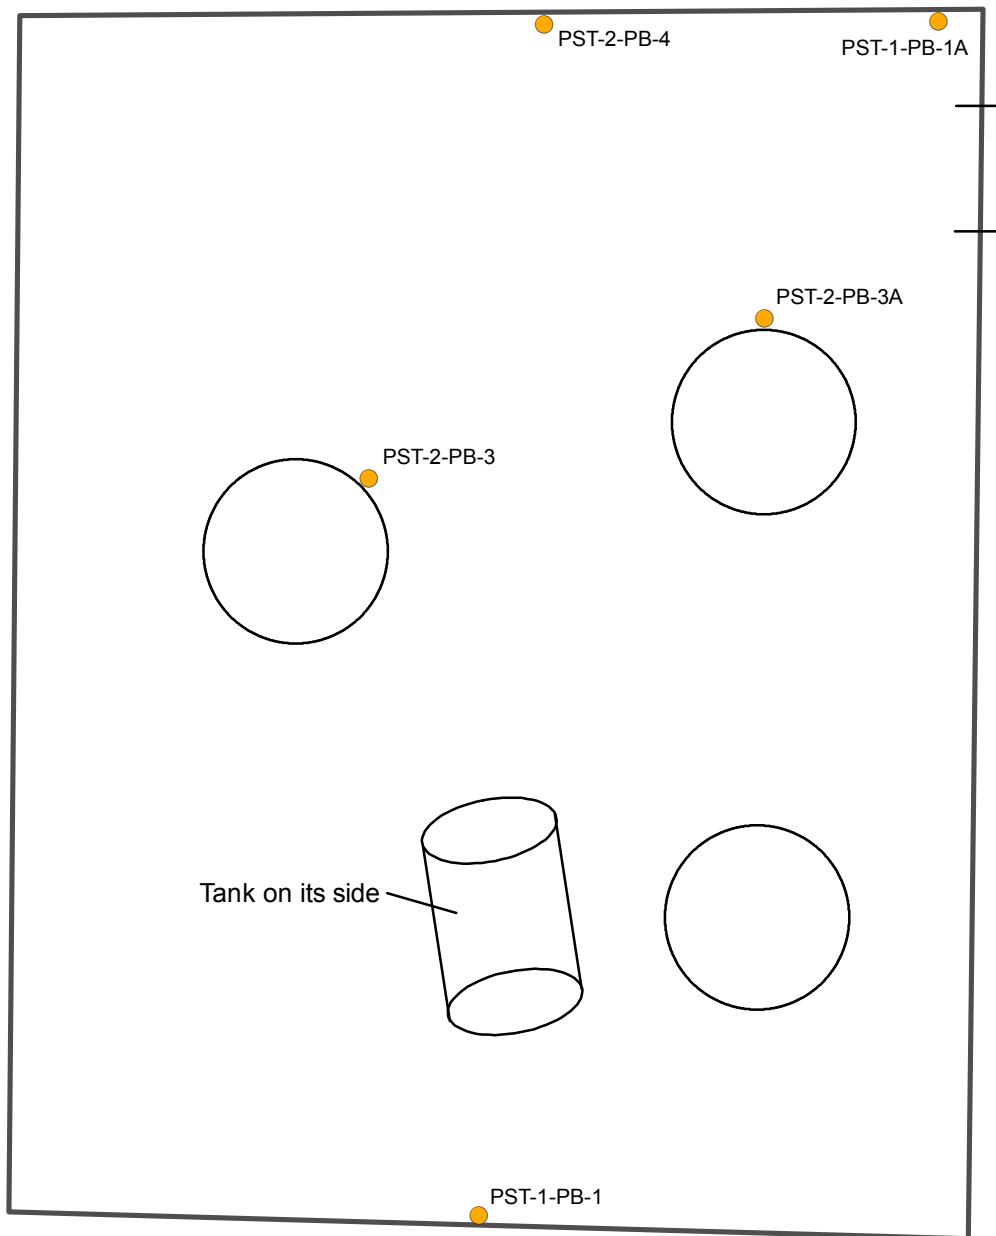 PST-2-PB-4
PST-1-PB-1A
PST-2-PB-3A
PST-2-PB-3
Tank on its side
PST-1-PB-1